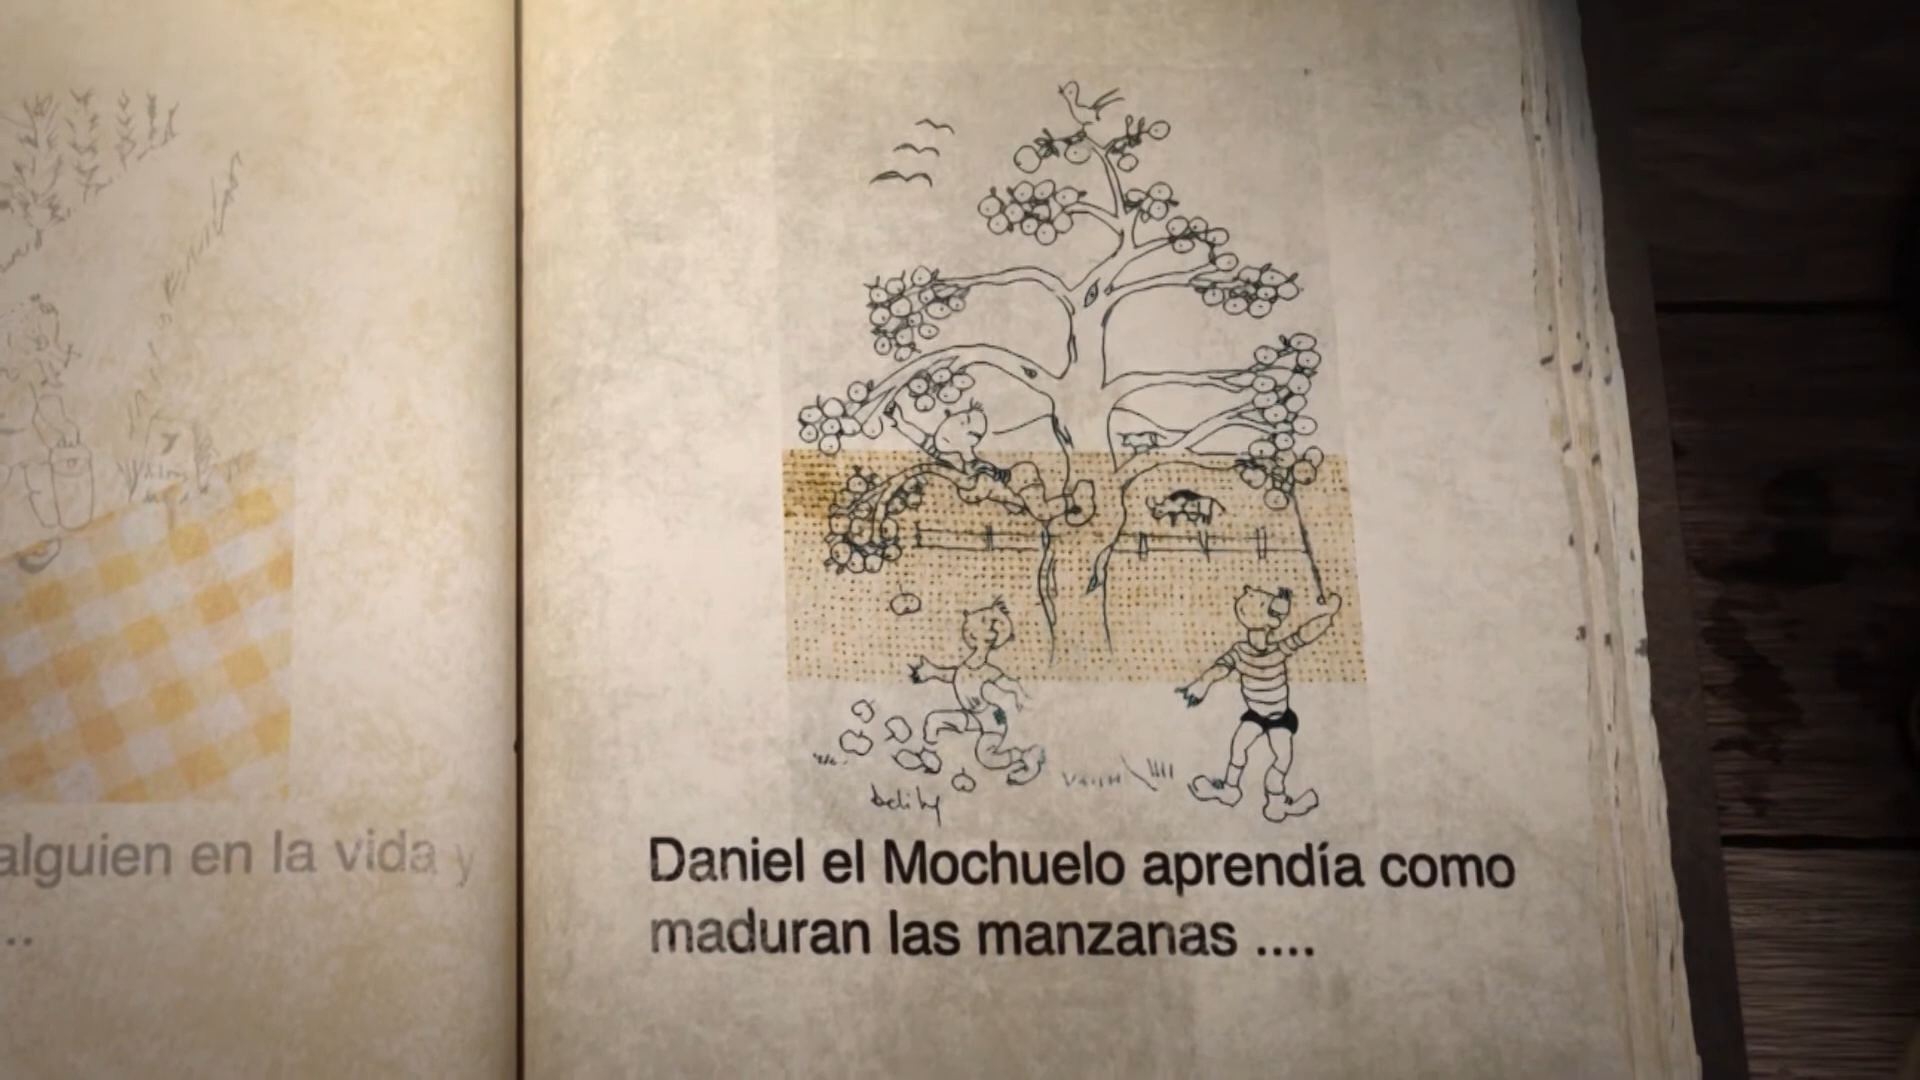 alguien en la vida y
..
Daniel el Mochuelo aprendía como
maduran las manzanas ....